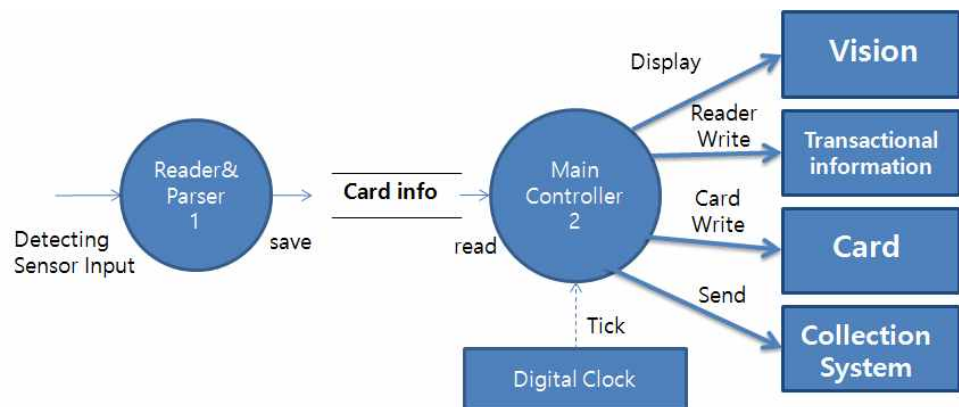 Detecting
Sensor Input
Reader&
Parser
1
save
Card info
read
Main
Controller
2
Tick
Digital Clock
Display
Vision
Reader
Write
Transactional
information
Card
Write
Card
Send
Collection
System